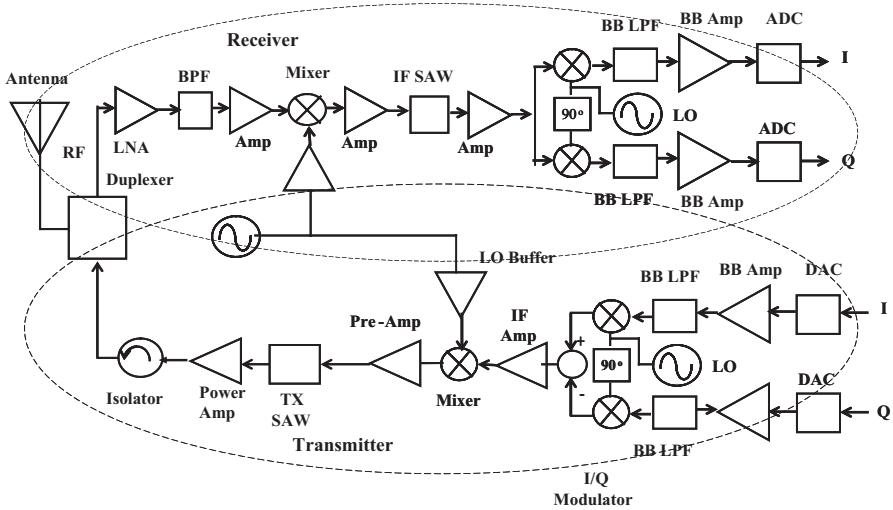 Receiver
BB LPF
BB Amp
ADC
Antenna
BPF
Mixer
IF SAW
I
RF
LNA
Amp
Amp
Amp
90°
LO
ADC
Q
BB LPF
BB Amp
Duplexer
LO Buffer
BB LPF
BB Amp
DAC
I
IF
Amp
Pre-Amp
+
90°
LO
-
DAC
Q
Isolator
Power
Amp
TX
SAW
Mixer
BB LPF
Transmitter
I/Q
Modulator